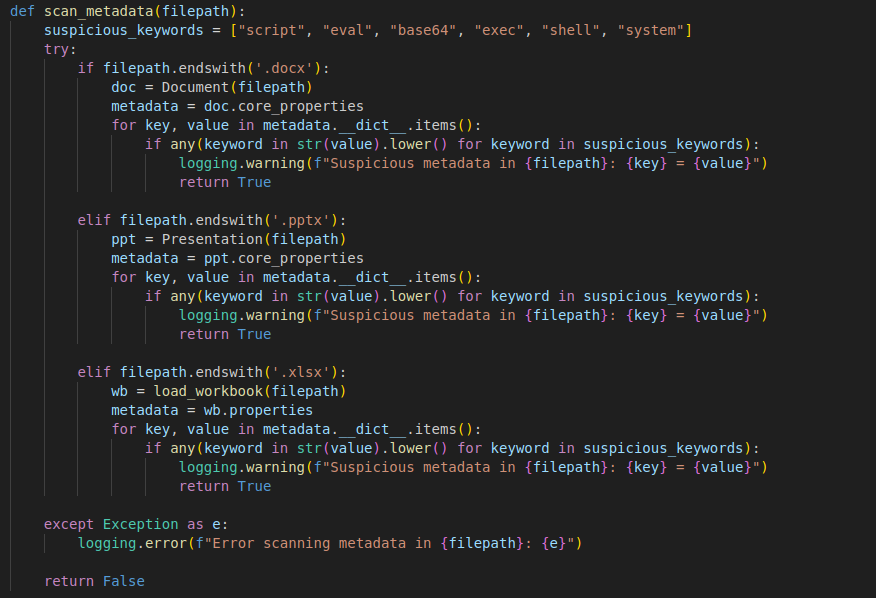 def scan_metadata(filepath):
    suspicious_keywords = ["script", "eval", "base64", "exec", "shell", "system"]
    try:
        if filepath.endswith('.docx'):
            doc = Document(filepath)
            metadata = doc.core_properties
            for key, value in metadata.__dict__.items():
                if any(keyword in str(value).lower() for keyword in suspicious_keywords):
                    logging.warning(f"Suspicious metadata in {filepath}: {key} = {value}")
                    return True

        elif filepath.endswith('.pptx'):
            ppt = Presentation(filepath)
            metadata = ppt.core_properties
            for key, value in metadata.__dict__.items():
                if any(keyword in str(value).lower() for keyword in suspicious_keywords):
                    logging.warning(f"Suspicious metadata in {filepath}: {key} = {value}")
                    return True

        elif filepath.endswith('.xlsx'):
            wb = load_workbook(filepath)
            metadata = wb.properties
            for key, value in metadata.__dict__.items():
                if any(keyword in str(value).lower() for keyword in suspicious_keywords):
                    logging.warning(f"Suspicious metadata in {filepath}: {key} = {value}")
                    return True

    except Exception as e:
        logging.error(f"Error scanning metadata in {filepath}: {e}")

    return False